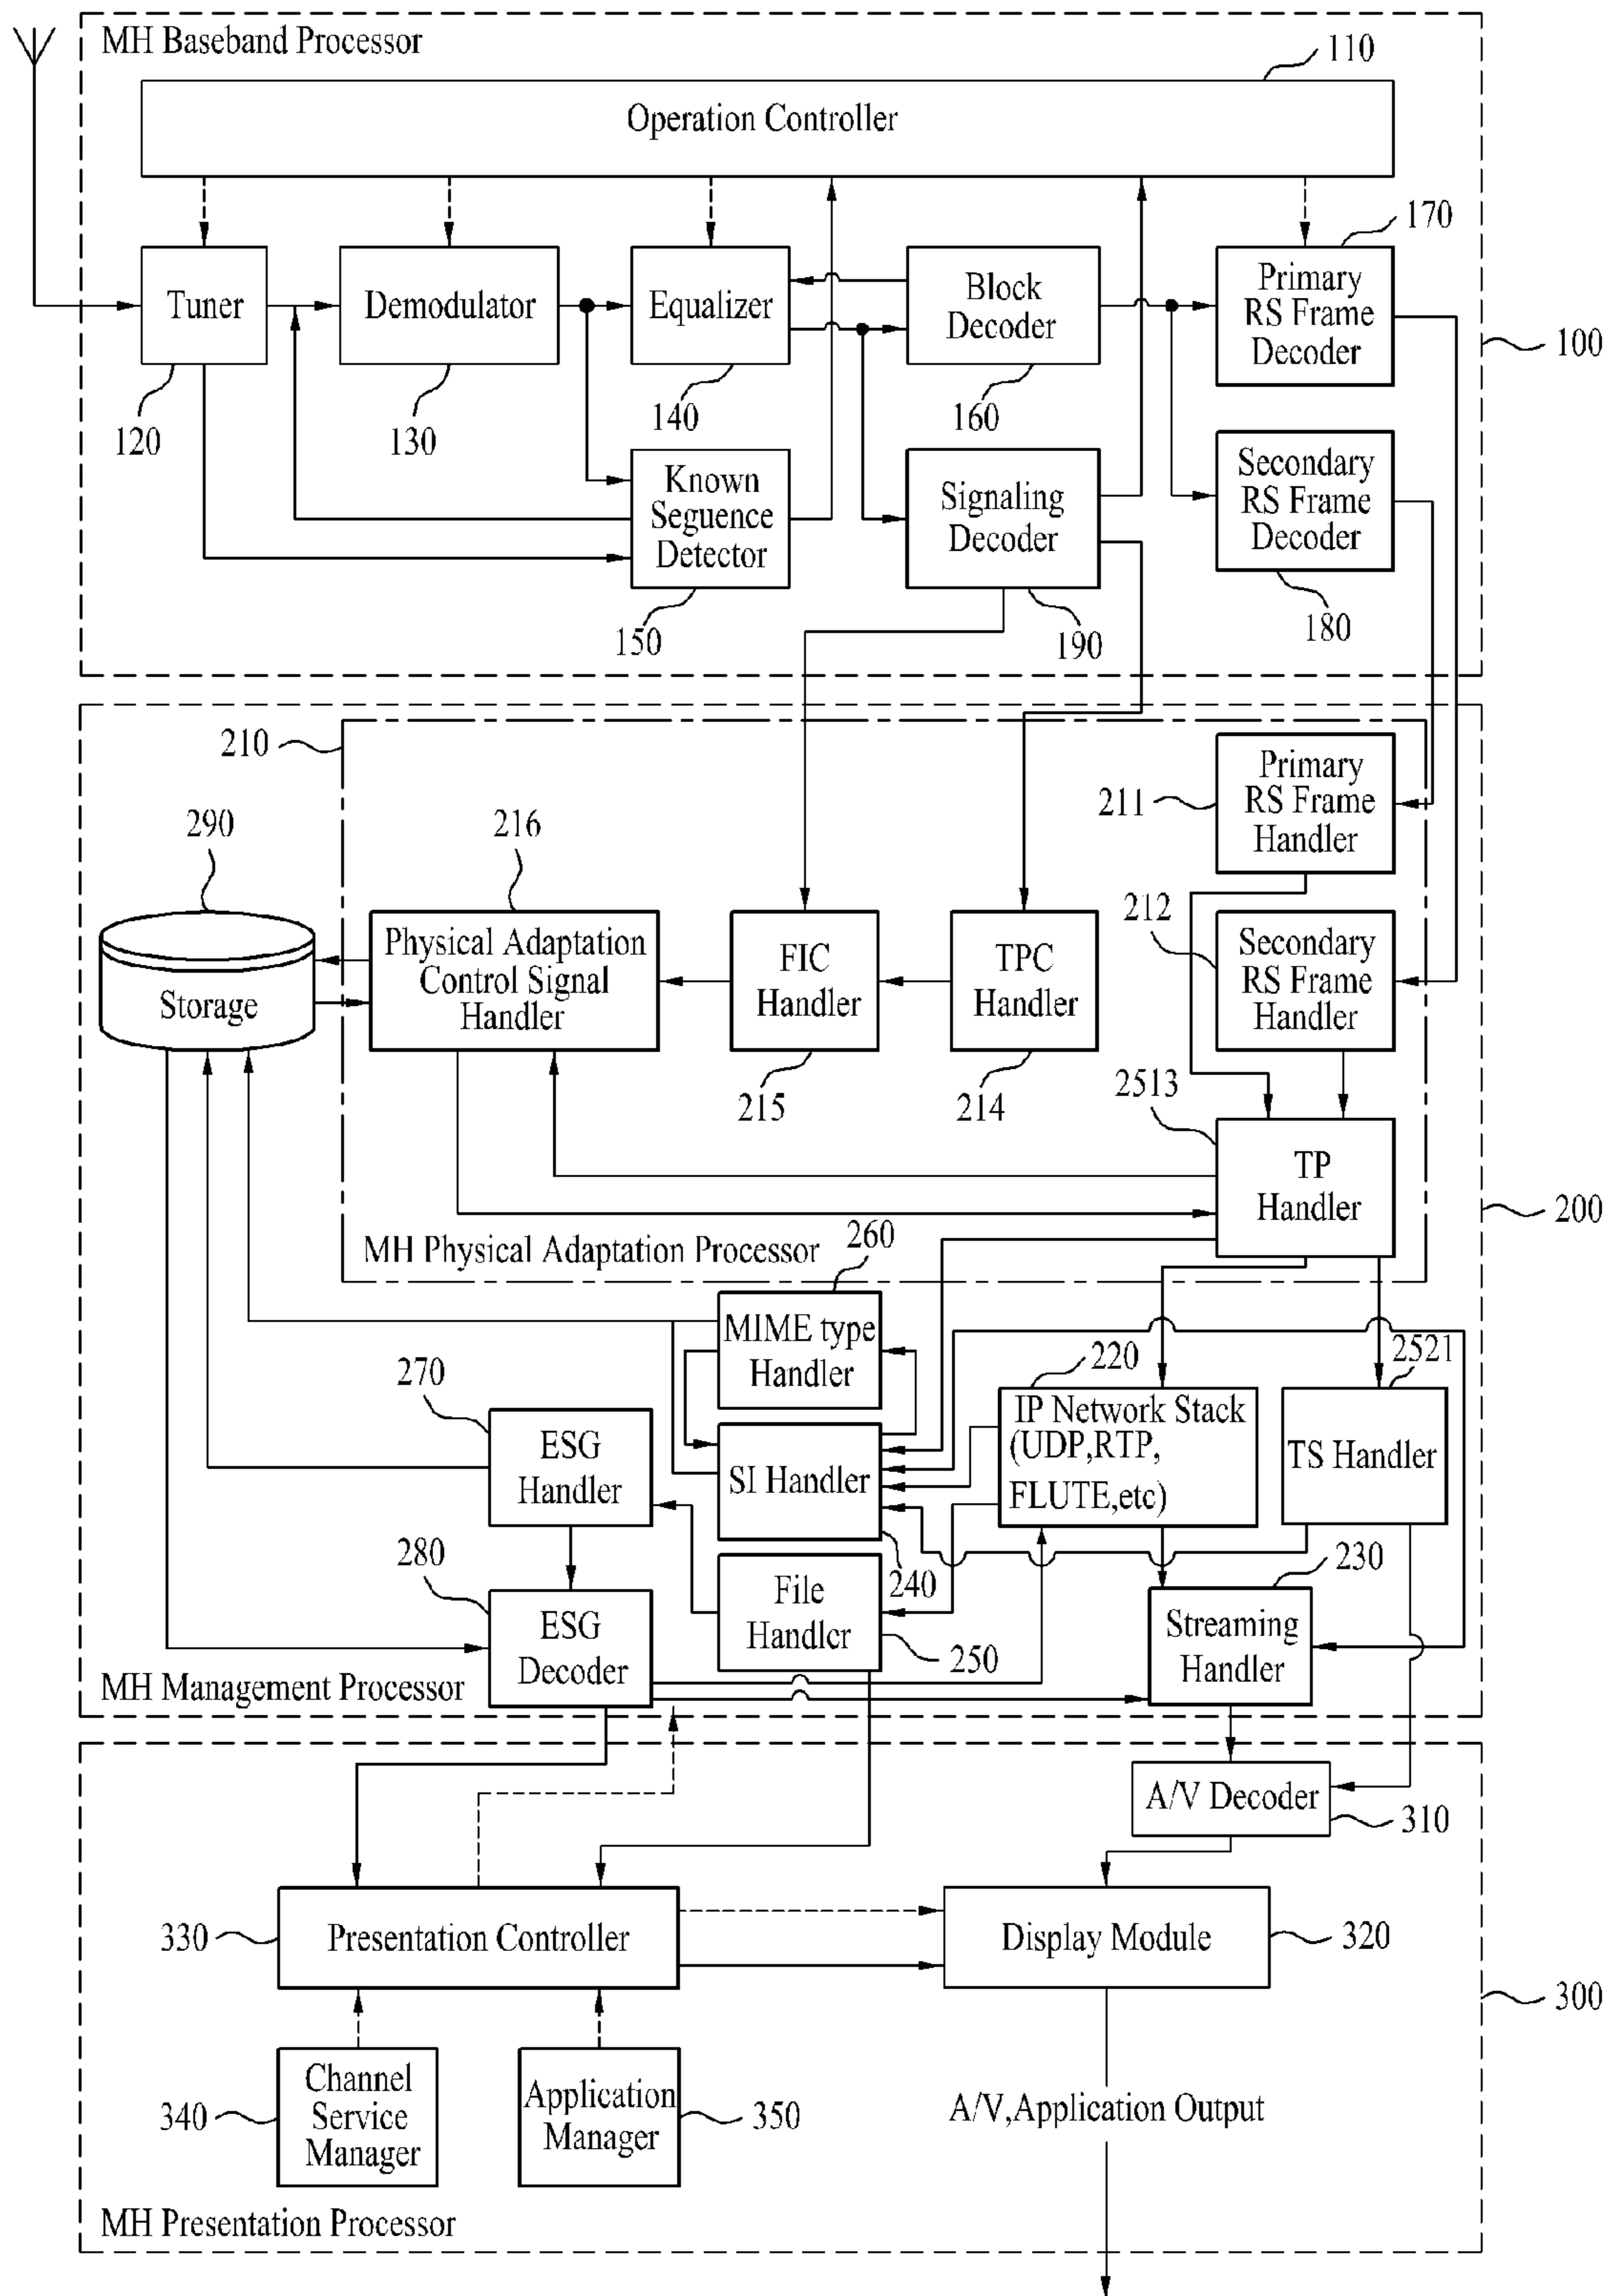 MH Baseband Processor
110
Operation Controller
170
Tuner
Demodulator
Equalizer
Block
Decoder
Primary
RS Frame
Decoder
100
120
130
140
160
Known
Seguence
Detector
Signaling
Decoder
Secondary
RS Frame
Decoder
150
190
180
210
Primary
RS Frame
Handler
211
290
216
212
Storage
Physical Adaptation
Control Signal
Handler
FIC
Handler
TPC
Handler
Secondary
RS Frame
Handler
215
214
2513
TP
Handler
200
MH Physical Adaptation Processor
260
MIME type
Handler
220
2521
270
ESG
Handler
SI Handler
IP Network Stack
(UDP,RTP,
FLUTE,etc)
TS Handler
280
240
230
ESG
Decoder
File
Handlcr
250
Streaming
Handler
MH Management Processor
A/V Decoder
310
330
Presentation Controller
Display Module
320
300
340
Channel
Service
Manager
Application
Manager
350
A/V,Application Output
MH Presentation Processor